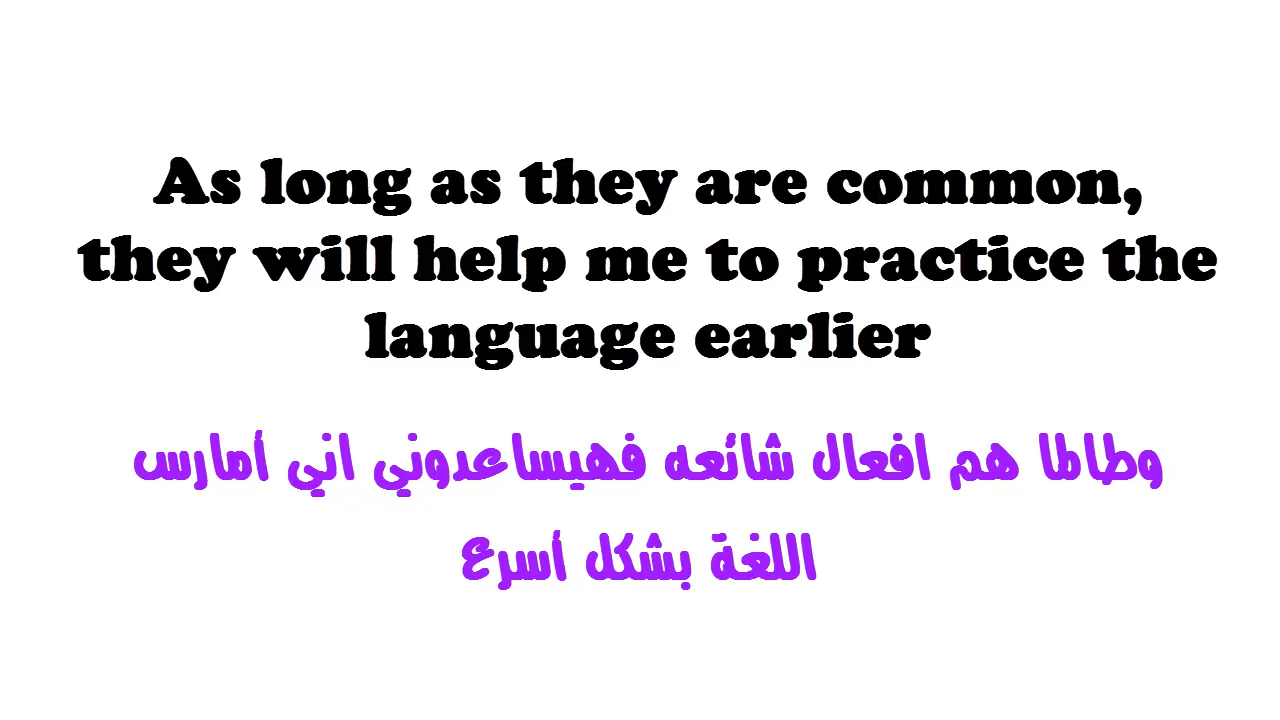 As long as they are common,
they will help me to practice the
language earlier
وطالما هم افعال شائعه فهيساعدوني اني أمارس
اللغة بشكل أسرع